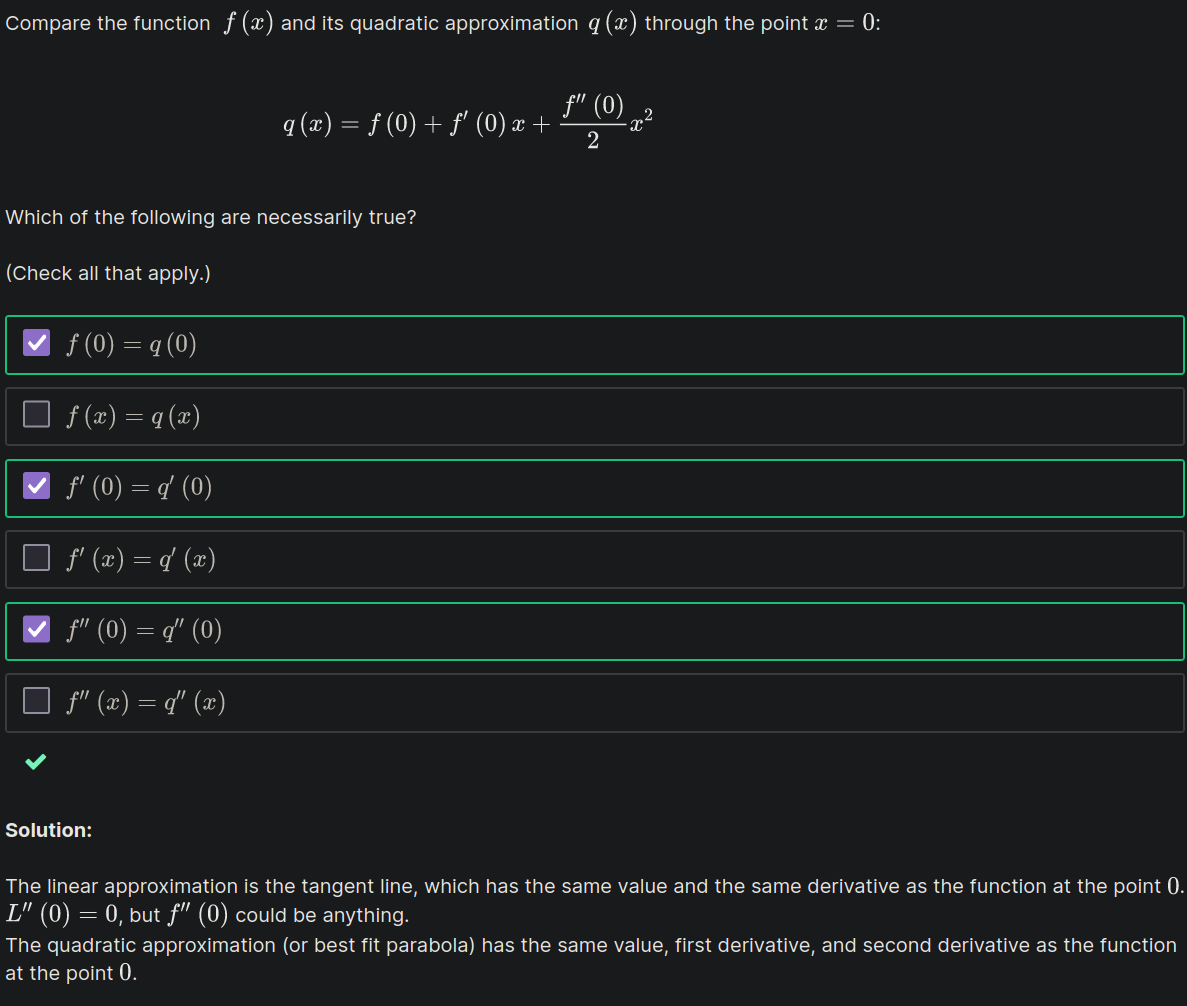 Compare the function f (x) and its quadratic approximation q (x) through the point x = 0:
q (x) = f (0) + f′ (0) x + f′′ (0)/2 x²
Which of the following are necessarily true?
(Check all that apply.)
f (0) = q (0)
f (x) = q (x)
f′ (0) = q′ (0)
f′ (x) = q′ (x)
f′′ (0) = q′′ (0)
f′′ (x) = q′′ (x)
Solution:
The linear approximation is the tangent line, which has the same value and the same derivative as the function at the point 0.
L′′ (0) = 0, but f′′ (0) could be anything.
The quadratic approximation (or best fit parabola) has the same value, first derivative, and second derivative as the function
at the point 0.